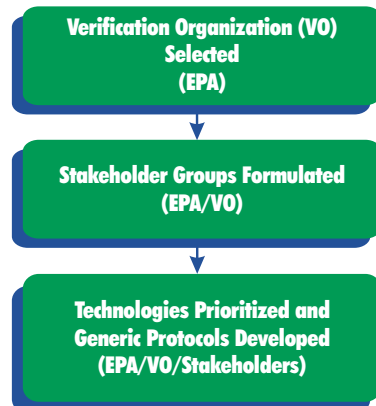 Verification Organization (VO)
Selected
(EPA)
Stakeholder Groups Formulated
(EPA/VO)
Technologies Prioritized and
Generic Protocols Developed
(EPA/VO/Stakeholders)